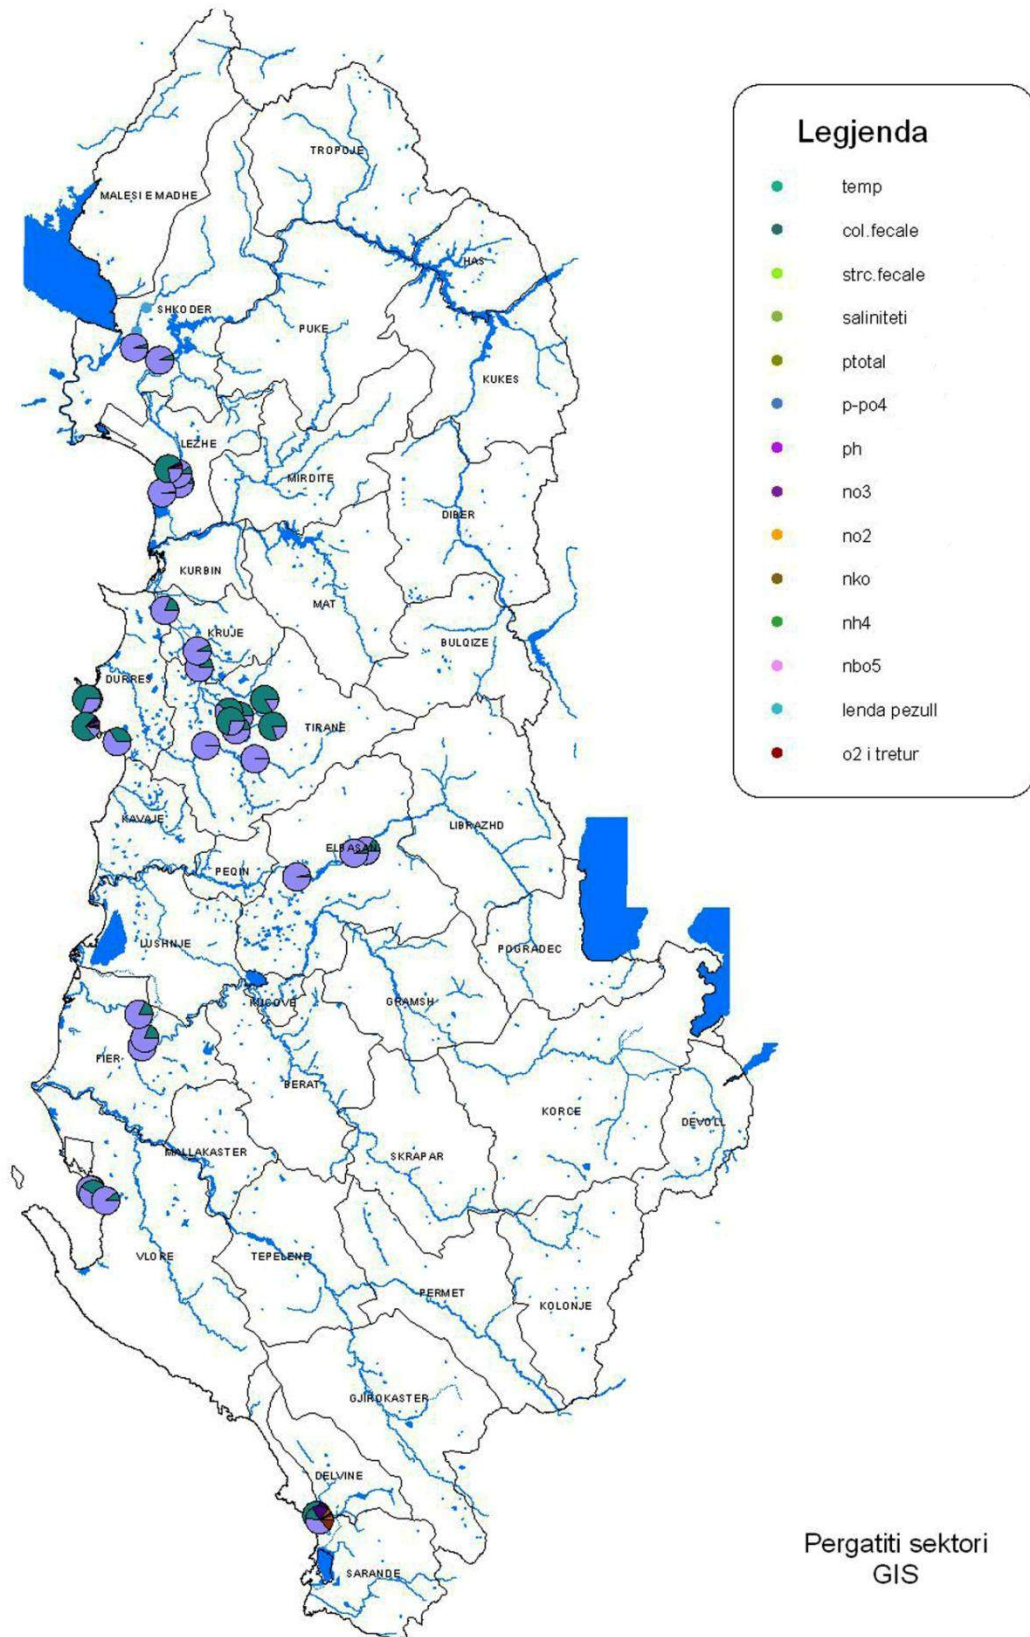 Legjenda
temp
col.fecale
strc.fecale
saliniteti
ptotal
p-po4
ph
no3
no2
nko
nh4
nbo5
lenda pezull
o2 i tretur
TROPOJE
MALESI E MADHE
HAS
SHKODER
PUKE
KUKES
LEZHE
MIRDITE
DIBER
KURBIN
MAT
KRUJE
BULQIZE
DURRES
TIRANE
KAVAJE
LIBRAZHD
ELBASAN
PEQIN
LUSHNJE
POGRADEC
KUCOVE
GRAMSH
FIER
BERAT
KORCE
DEVOLL
MALLAKASTER
SKRAPAR
VLORE
TEPELENE
PERMET
KOLONJE
GJIROKASTER
DELVINE
SARANDE
Pergatiti sektori
GIS